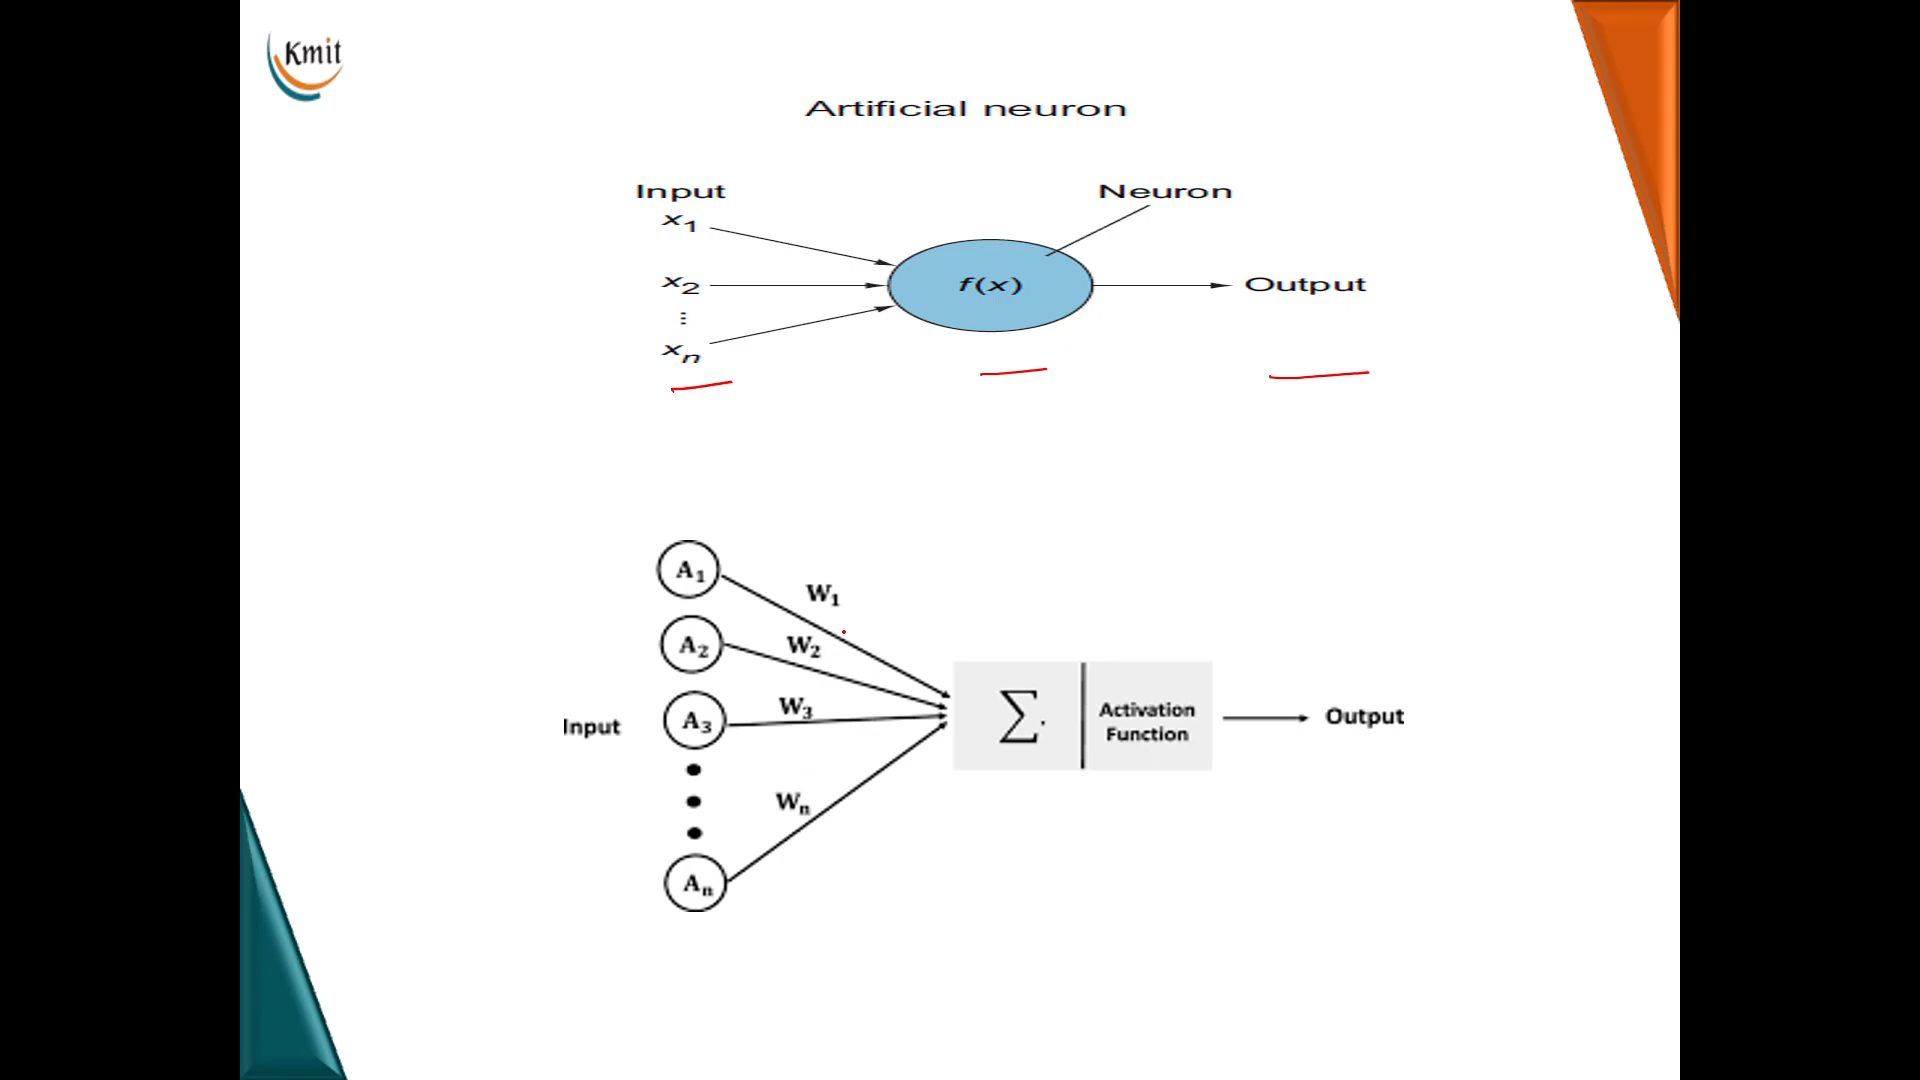 Kmit
Artificial neuron
Input
Neuron
x1
f(x)
x2
Output
⋮
xn
A1
W1
A2
W2
A3
W3
Input
∑
Activation
Function
Output
Wn
An